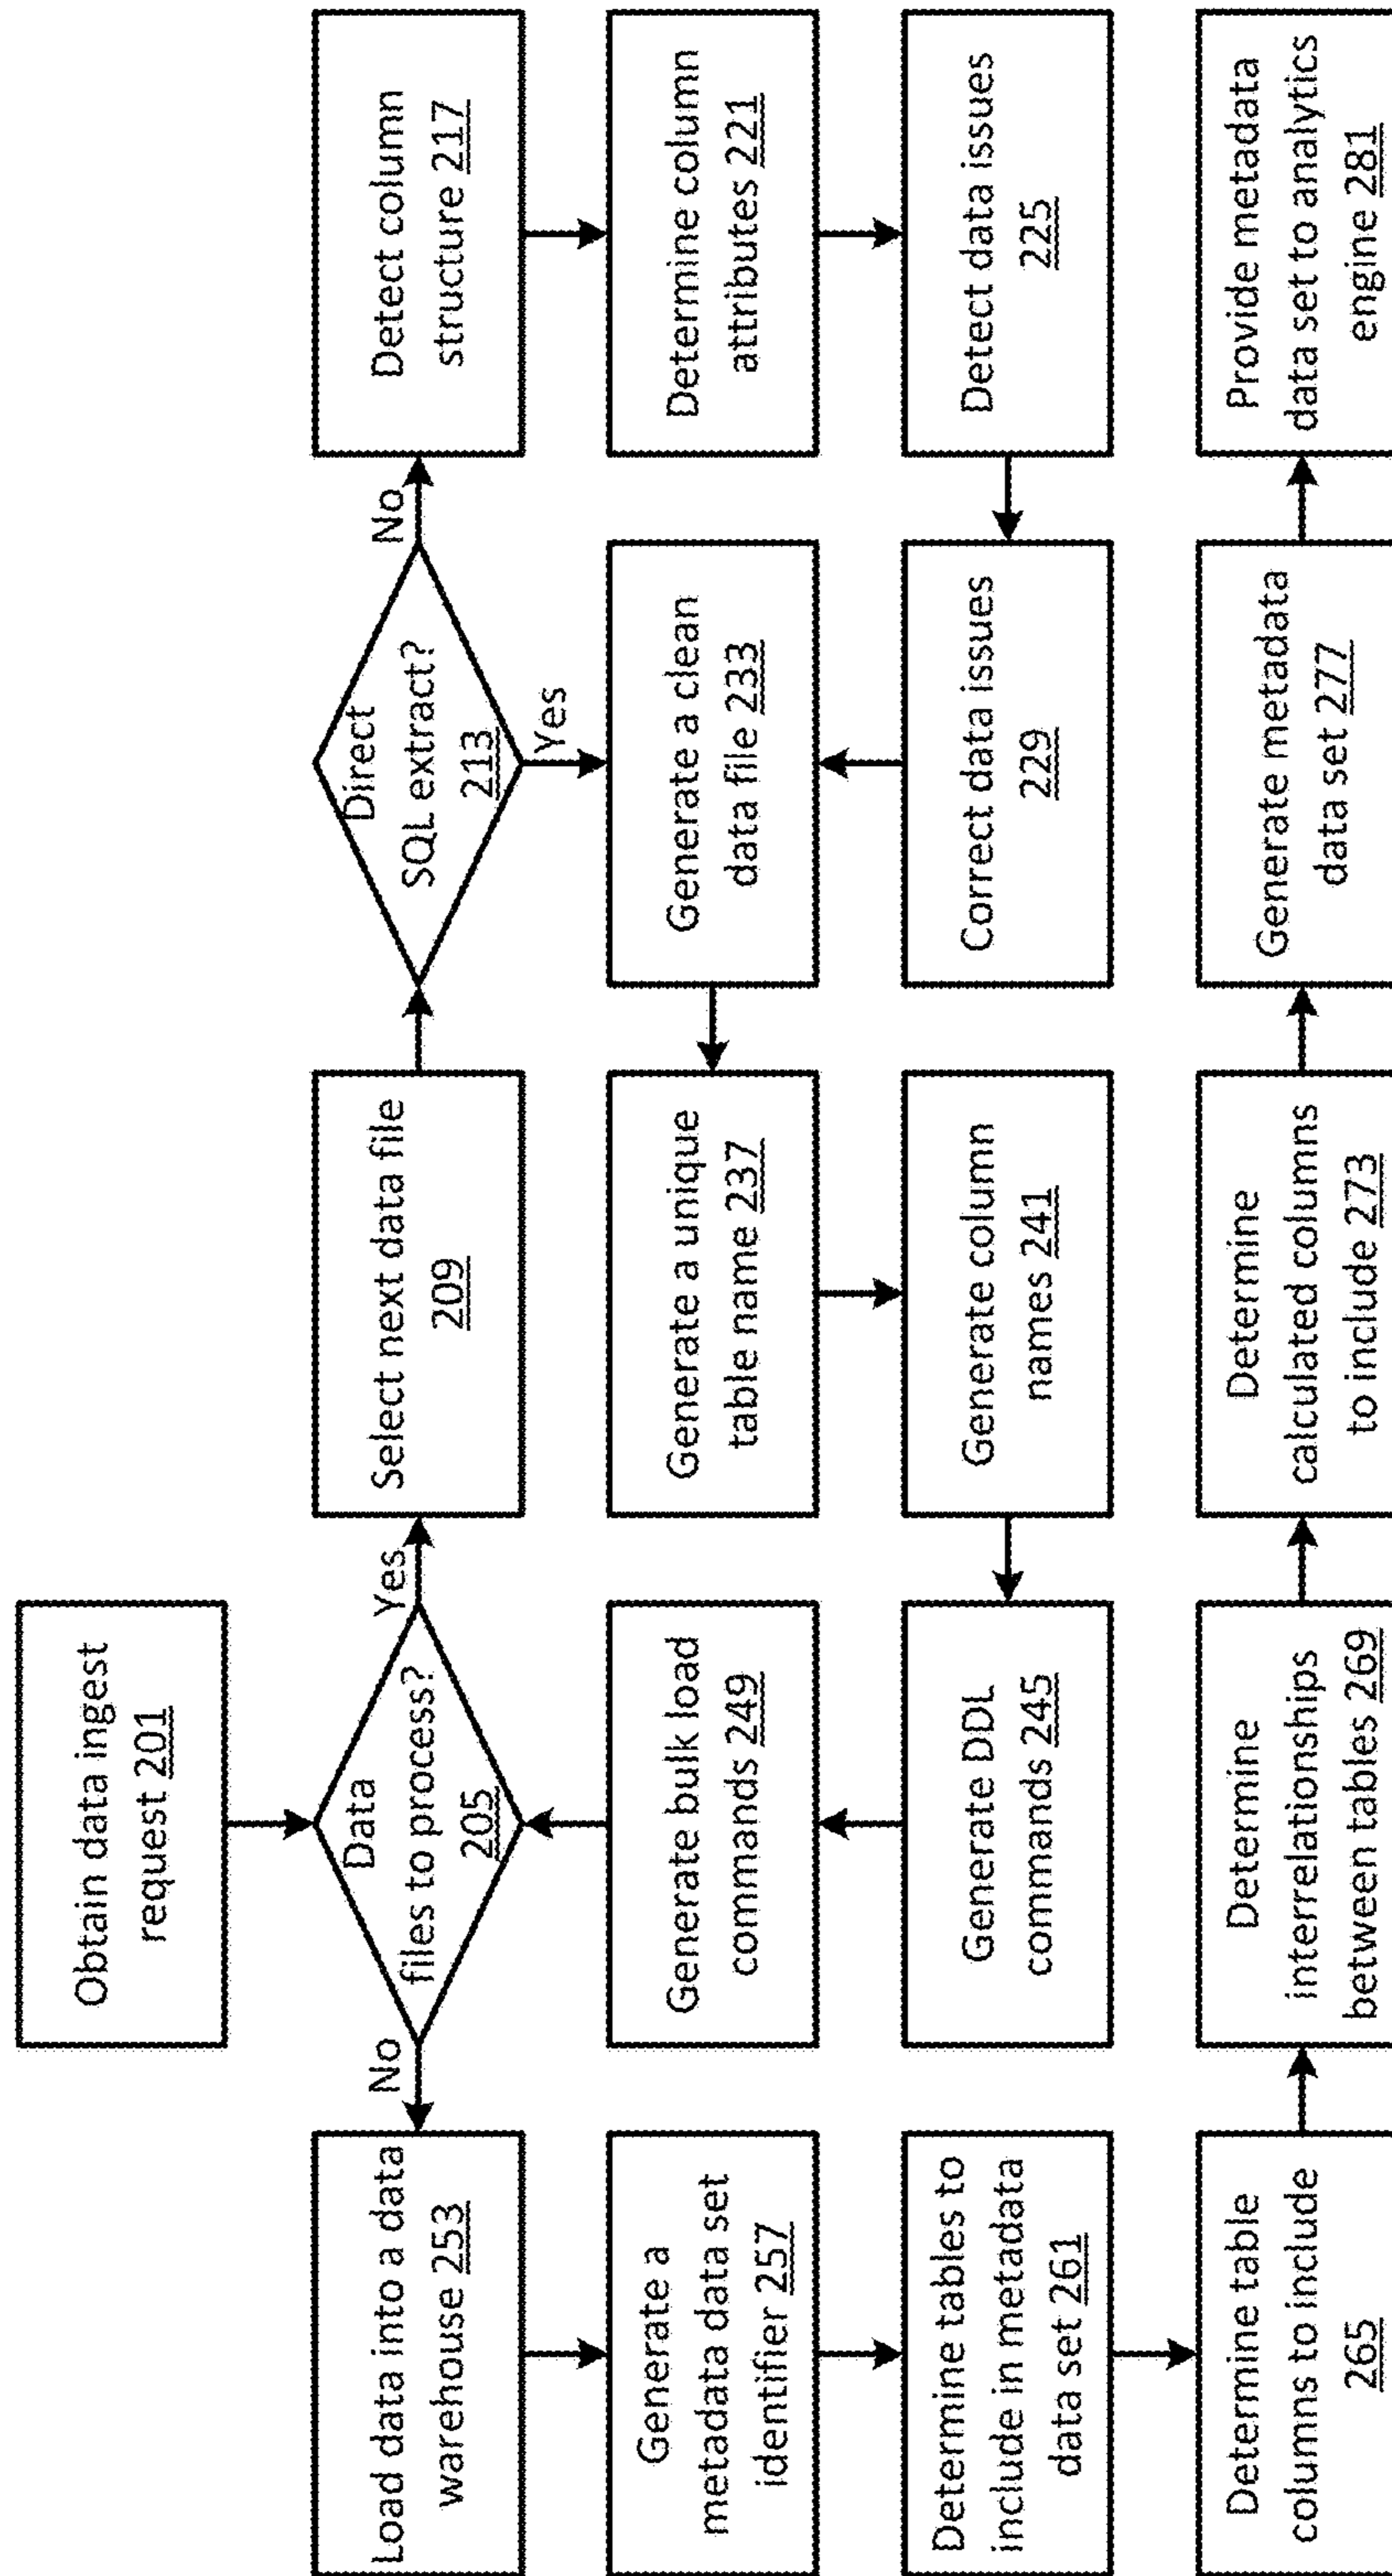 Obtain data ingest
request 201
Data
files to process?
205
Yes
No
Select next data file
209
Direct
SQL extract?
213
No
Yes
Detect column
structure 217
Determine column
attributes 221
Detect data issues
225
Correct data issues
229
Generate a clean
data file 233
Generate a unique
table name 237
Generate column
names 241
Generate DDL
commands 245
Generate bulk load
commands 249
Load data into a data
warehouse 253
Generate a
metadata data set
identifier 257
Determine tables to
include in metadata
data set 261
Determine table
columns to include
265
Determine
interrelationships
between tables 269
Determine
calculated columns
to include 273
Generate metadata
data set 277
Provide metadata
data set to analytics
engine 281